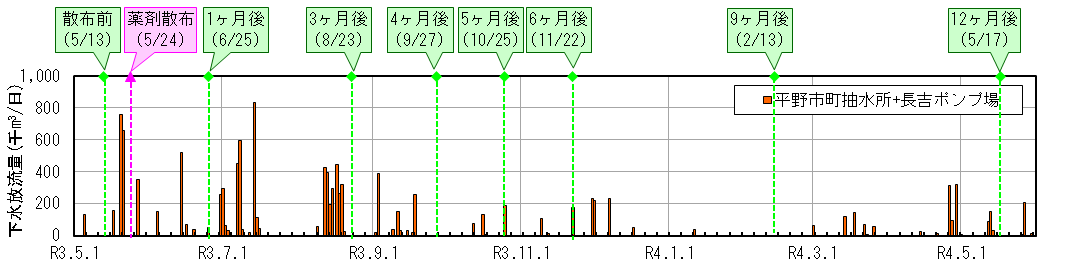 散布前
(5/13)
薬剤散布
(5/24)
1ヶ月後
(6/25)
3ヶ月後
(8/23)
4ヶ月後
(9/27)
5ヶ月後
(10/25)
6ヶ月後
(11/22)
9ヶ月後
(2/13)
12ヶ月後
(5/17)
下水放流量(千m³/日)
1,000
800
600
400
200
0
平野市町抽水所+長吉ポンプ場
R3.5.1
R3.7.1
R3.9.1
R3.11.1
R4.1.1
R4.3.1
R4.5.1